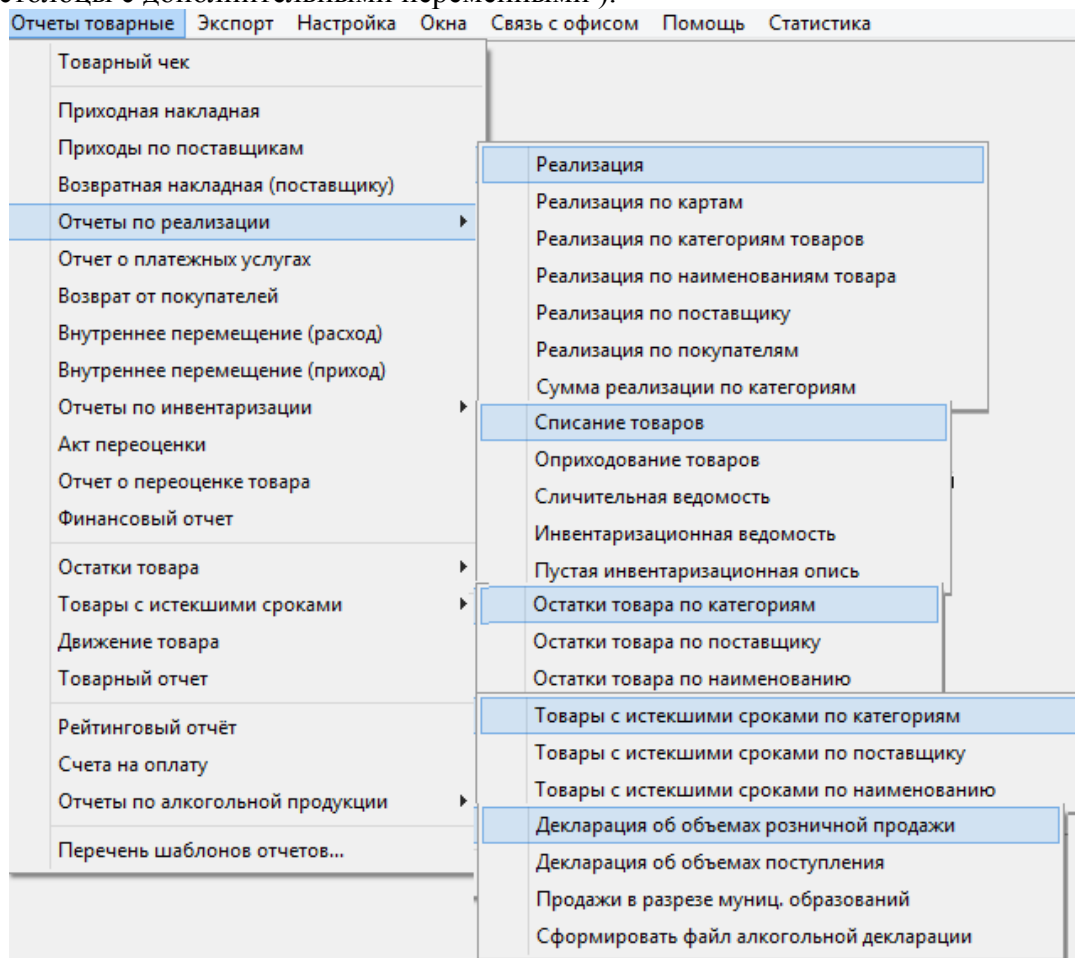 столбцы с дополнительными переменными ).
Отчеты товарные Экспорт Настройка Окна Связь с офисом Помощь Статистика
Товарный чек
Приходная накладная
Приходы по поставщикам
Возвратная накладная (поставщику)
Отчеты по реализации
Отчет о платежных услугах
Возврат от покупателей
Внутреннее перемещение (расход)
Внутреннее перемещение (приход)
Отчеты по инвентаризации
Акт переоценки
Отчет о переоценке товара
Финансовый отчет
Остатки товара
Товары с истекшими сроками
Движение товара
Товарный отчет
Рейтинговый отчёт
Счета на оплату
Отчеты по алкогольной продукции
Перечень шаблонов отчетов...
Реализация
Реализация по картам
Реализация по категориям товаров
Реализация по наименованиям товара
Реализация по поставщику
Реализация по покупателям
Сумма реализации по категориям
Списание товаров
Оприходование товаров
Сличительная ведомость
Инвентаризационная ведомость
Пустая инвентаризационная опись
Остатки товара по категориям
Остатки товара по поставщику
Остатки товара по наименованию
Товары с истекшими сроками по категориям
Товары с истекшими сроками по поставщику
Товары с истекшими сроками по наименованию
Декларация об объемах розничной продажи
Декларация об объемах поступления
Продажи в разрезе муниц. образований
Сформировать файл алкогольной декларации